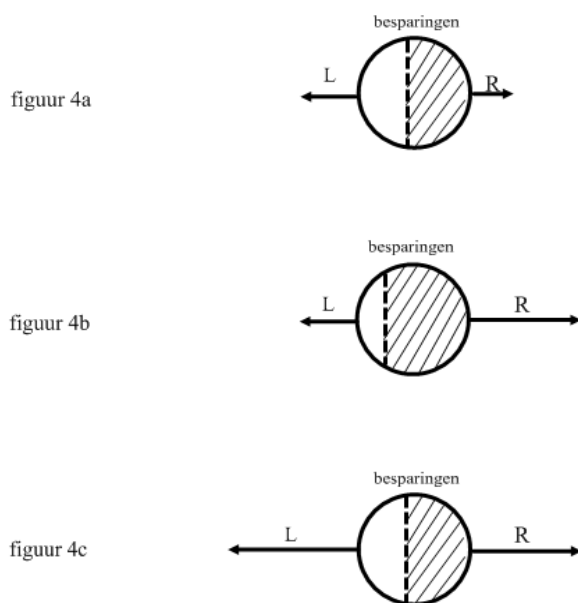 besparingen
L
R
figuur 4a
besparingen
L
R
figuur 4b
besparingen
L
R
figuur 4c